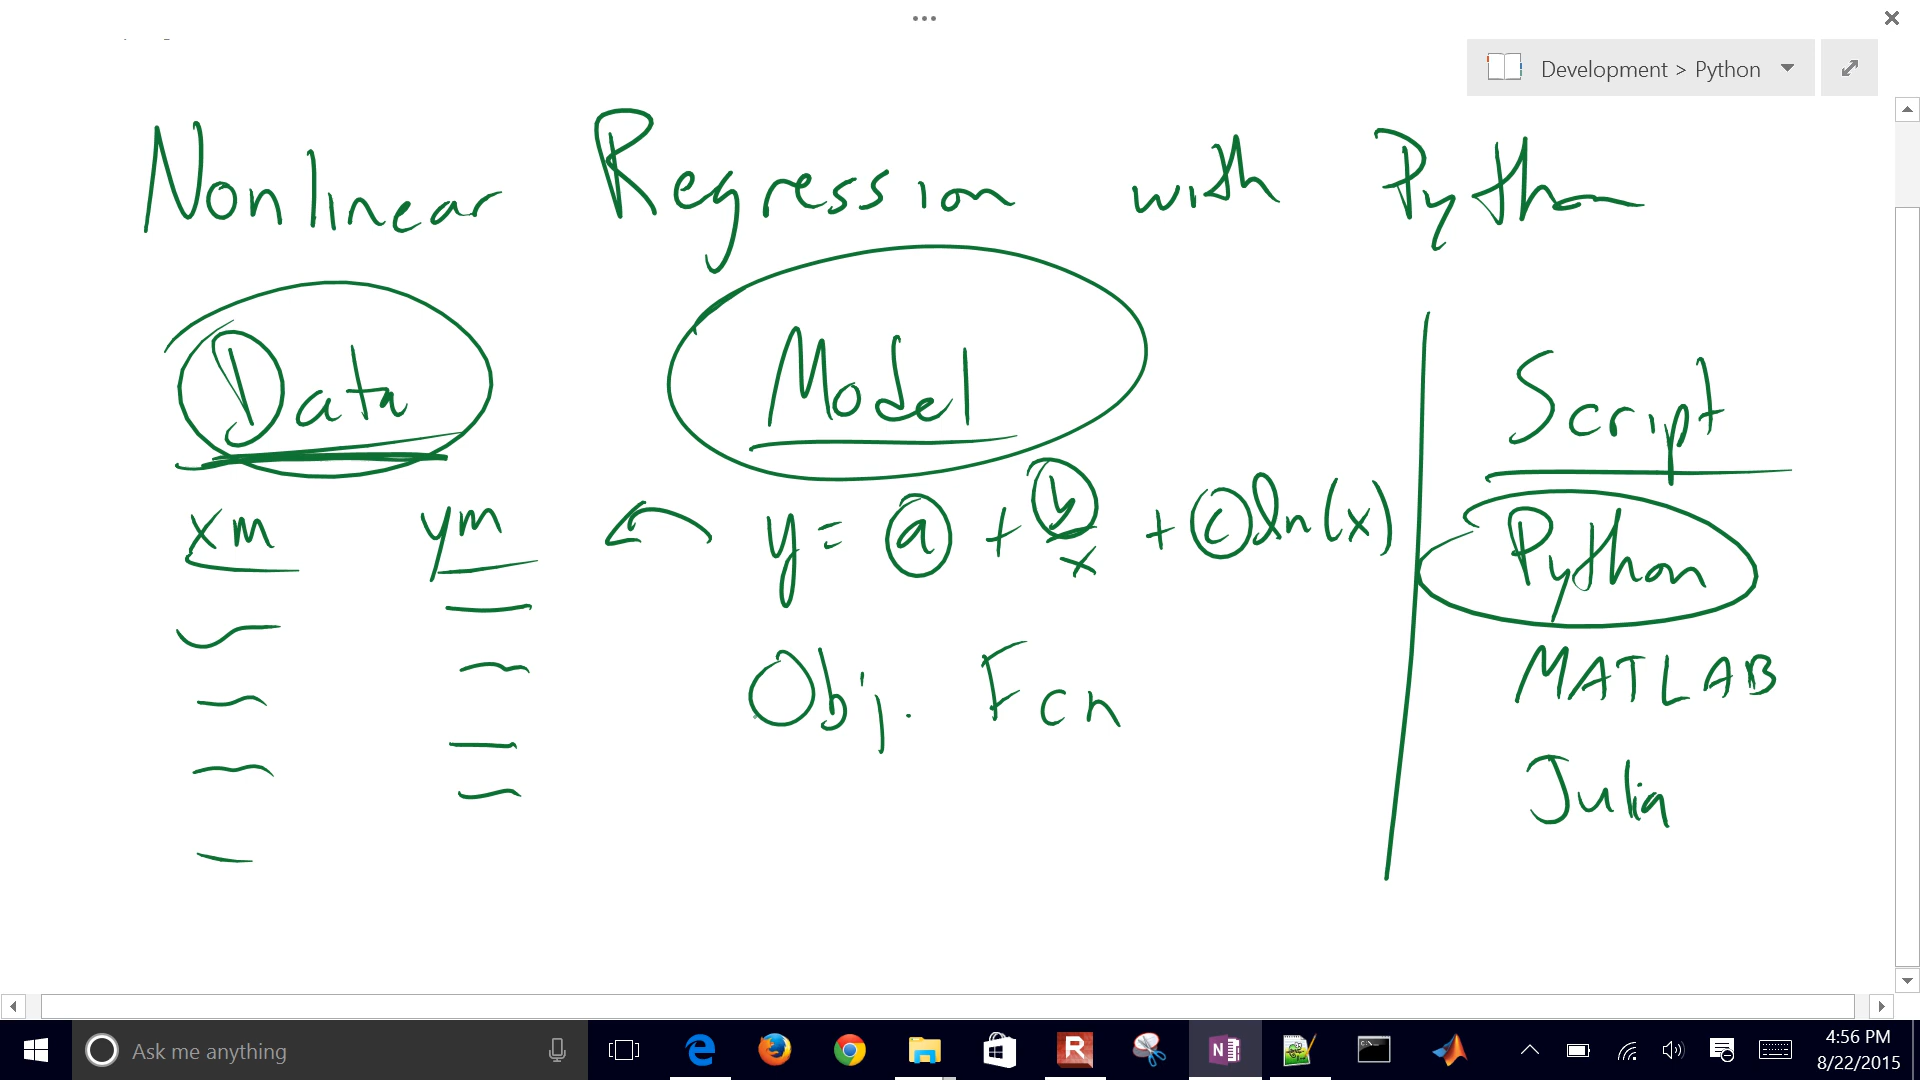 Development > Python
Nonlinear Regression with Python
Data
Model
Script
xm ym
y = a + b/x + c ln(x)
Python
Obj. Fcn
MATLAB
Julia
Ask me anything
4:56 PM
8/22/2015